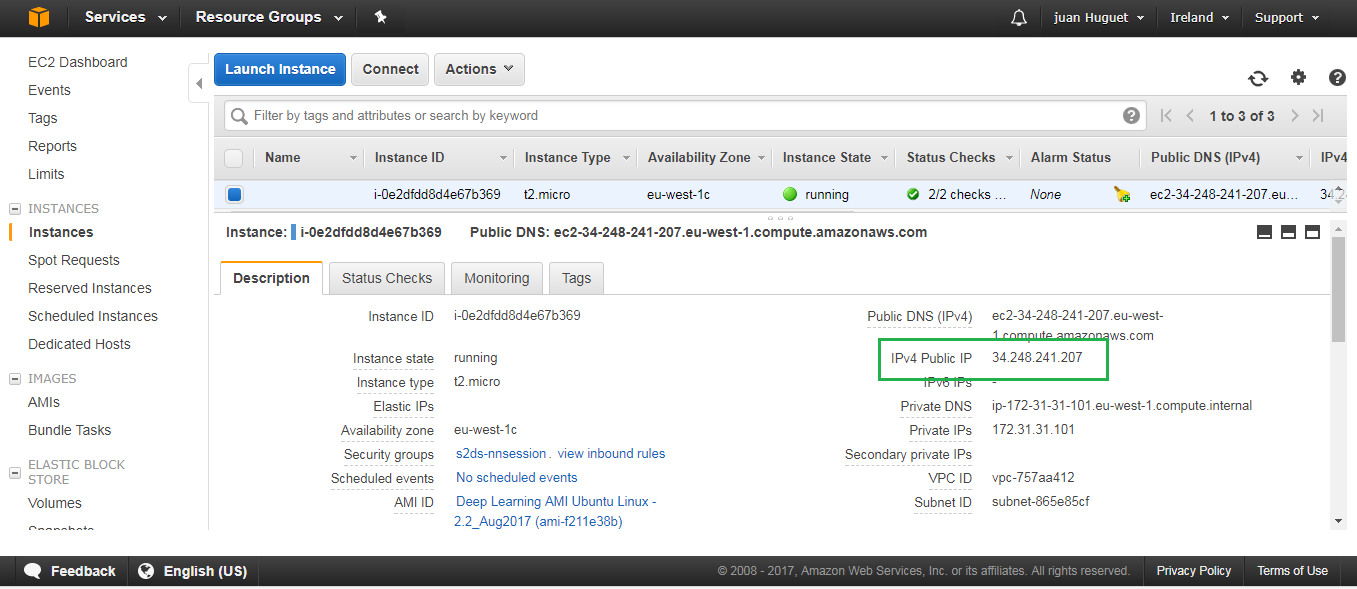 Services Resource Groups juan Huguet Ireland Support
EC2 Dashboard
Events
Tags
Reports
Limits
INSTANCES
Instances
Spot Requests
Reserved Instances
Scheduled Instances
Dedicated Hosts
IMAGES
AMIs
Bundle Tasks
ELASTIC BLOCK
STORE
Volumes
Snapshots
Launch Instance Connect Actions
Filter by tags and attributes or search by keyword 1 to 3 of 3
Name Instance ID Instance Type Availability Zone Instance State Status Checks Alarm Status Public DNS (IPv4) IPv4
i-0e2dfdd8d4e67b369 t2.micro eu-west-1c running 2/2 checks ... None ec2-34-248-241-207.eu... 34.2
Instance: i-0e2dfdd8d4e67b369 Public DNS: ec2-34-248-241-207.eu-west-1.compute.amazonaws.com
Description Status Checks Monitoring Tags
Instance ID i-0e2dfdd8d4e67b369
Instance state running
Instance type t2.micro
Elastic IPs
Availability zone eu-west-1c
Security groups s2ds-nnsession . view inbound rules
Scheduled events No scheduled events
AMI ID Deep Learning AMI Ubuntu Linux -
2.2_Aug2017 (ami-f211e38b)
Public DNS (IPv4) ec2-34-248-241-207.eu-west-
1.compute.amazonaws.com
IPv4 Public IP 34.248.241.207
IPv6 IPs -
Private DNS ip-172-31-31-101.eu-west-1.compute.internal
Private IPs 172.31.31.101
Secondary private IPs
VPC ID vpc-757aa412
Subnet ID subnet-865e85cf
Feedback English (US) © 2008 - 2017, Amazon Web Services, Inc. or its affiliates. All rights reserved. Privacy Policy Terms of Use